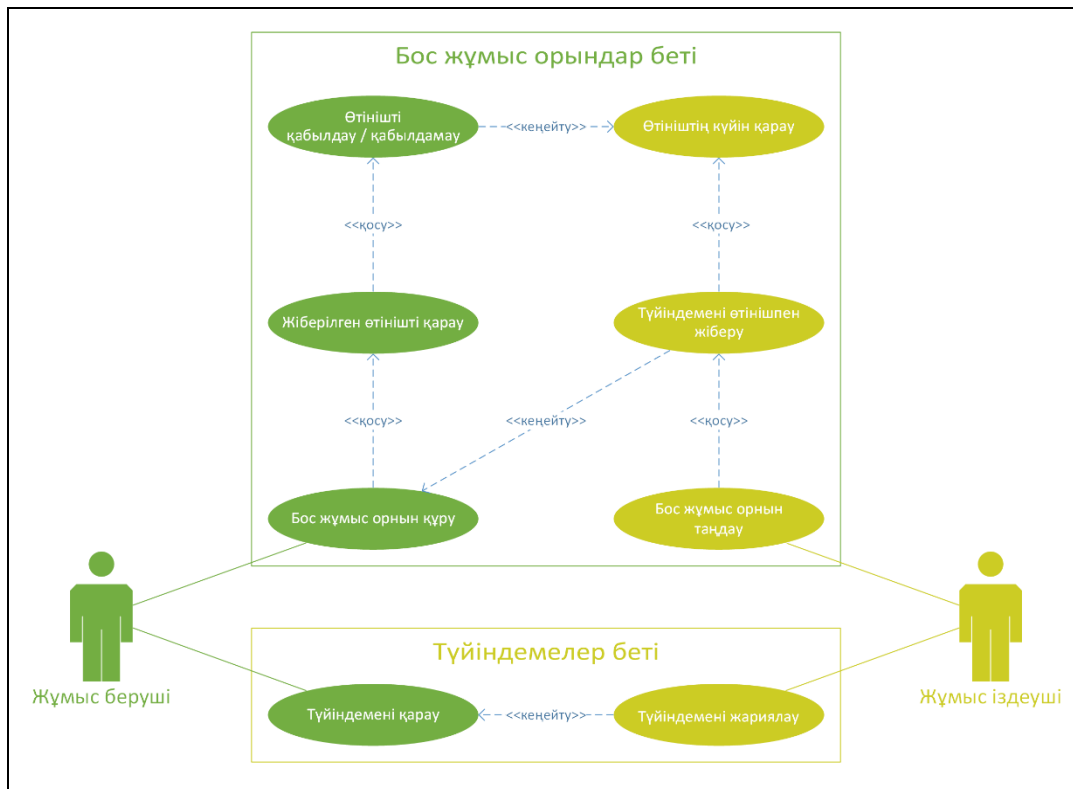 Бос жұмыс орындар беті
Өтінішті
қабылдау / қабылдамау
<<кеңейту>>
Өтініштің күйін қарау
<<қосу>>
<<қосу>>
Жіберілген өтінішті қарау
Түйіндемені өтінішпен
жіберу
<<қосу>>
<<кеңейту>>
<<қосу>>
Бос жұмыс орнын құру
Бос жұмыс орнын
таңдау
Жұмыс беруші
Жұмыс іздеуші
Түйіндемелер беті
Түйіндемені қарау
<<кеңейту>>
Түйіндемені жариялау